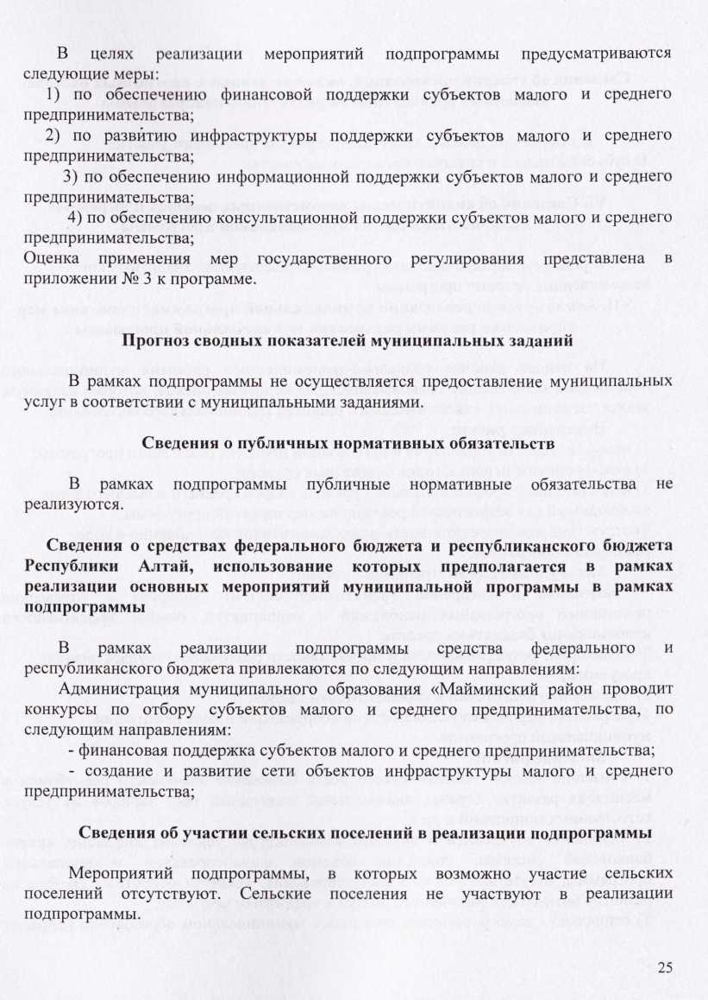 В целях реализации мероприятий подпрограммы предусматриваются
следующие меры:
1) по обеспечению финансовой поддержки субъектов малого и среднего
предпринимательства;
2) по развитию инфраструктуры поддержки субъектов малого и среднего
предпринимательства;
3) по обеспечению информационной поддержки субъектов малого и среднего
предпринимательства;
4) по обеспечению консультационной поддержки субъектов малого и среднего
предпринимательства;
Оценка применения мер государственного регулирования представлена в
приложении № 3 к программе.
Прогноз сводных показателей муниципальных заданий
В рамках подпрограммы не осуществляется предоставление муниципальных
услуг в соответствии с муниципальными заданиями.
Сведения о публичных нормативных обязательств
В рамках подпрограммы публичные нормативные обязательства не
реализуются.
Сведения о средствах федерального бюджета и республиканского бюджета
Республики Алтай, использование которых предполагается в рамках
реализации основных мероприятий муниципальной программы в рамках
подпрограммы
В рамках реализации подпрограммы средства федерального и
республиканского бюджета привлекаются по следующим направлениям:
Администрация муниципального образования «Майминский район проводит
конкурсы по отбору субъектов малого и среднего предпринимательства, по
следующим направлениям:
- финансовая поддержка субъектов малого и среднего предпринимательства;
- создание и развитие сети объектов инфраструктуры малого и среднего
предпринимательства;
Сведения об участии сельских поселений в реализации подпрограммы
Мероприятий подпрограммы, в которых возможно участие сельских
поселений отсутствуют. Сельские поселения не участвуют в реализации
подпрограммы.
25